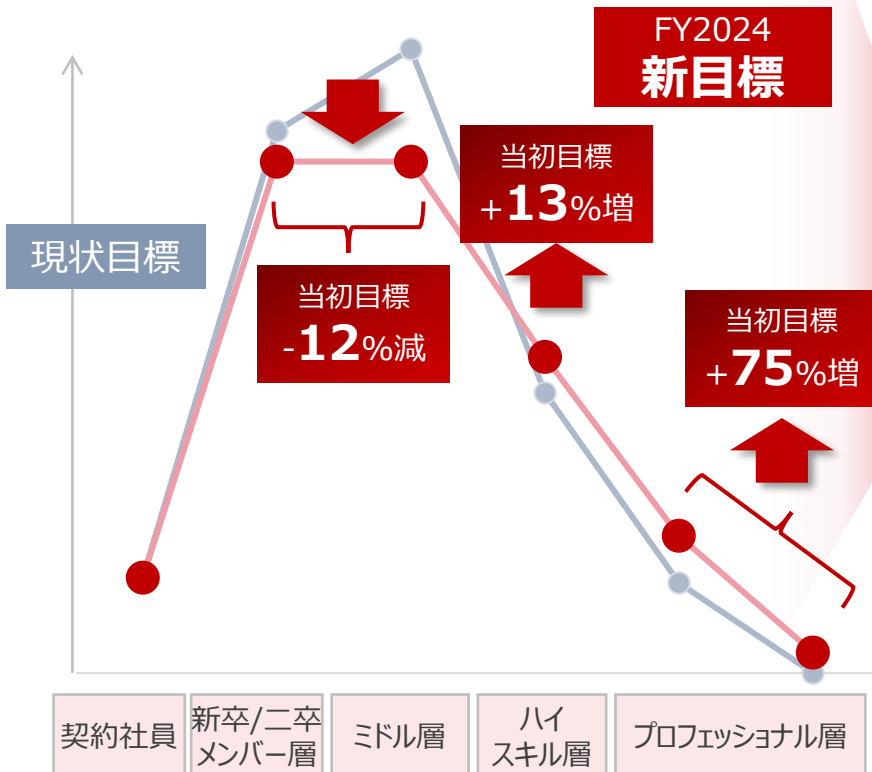 FY2024
新目標
当初目標
+13%増
現状目標
当初目標
-12%減
当初目標
+75%増
契約社員
新卒/二卒
メンバー層
ミドル層
ハイ
スキル層
プロフェッショナル層